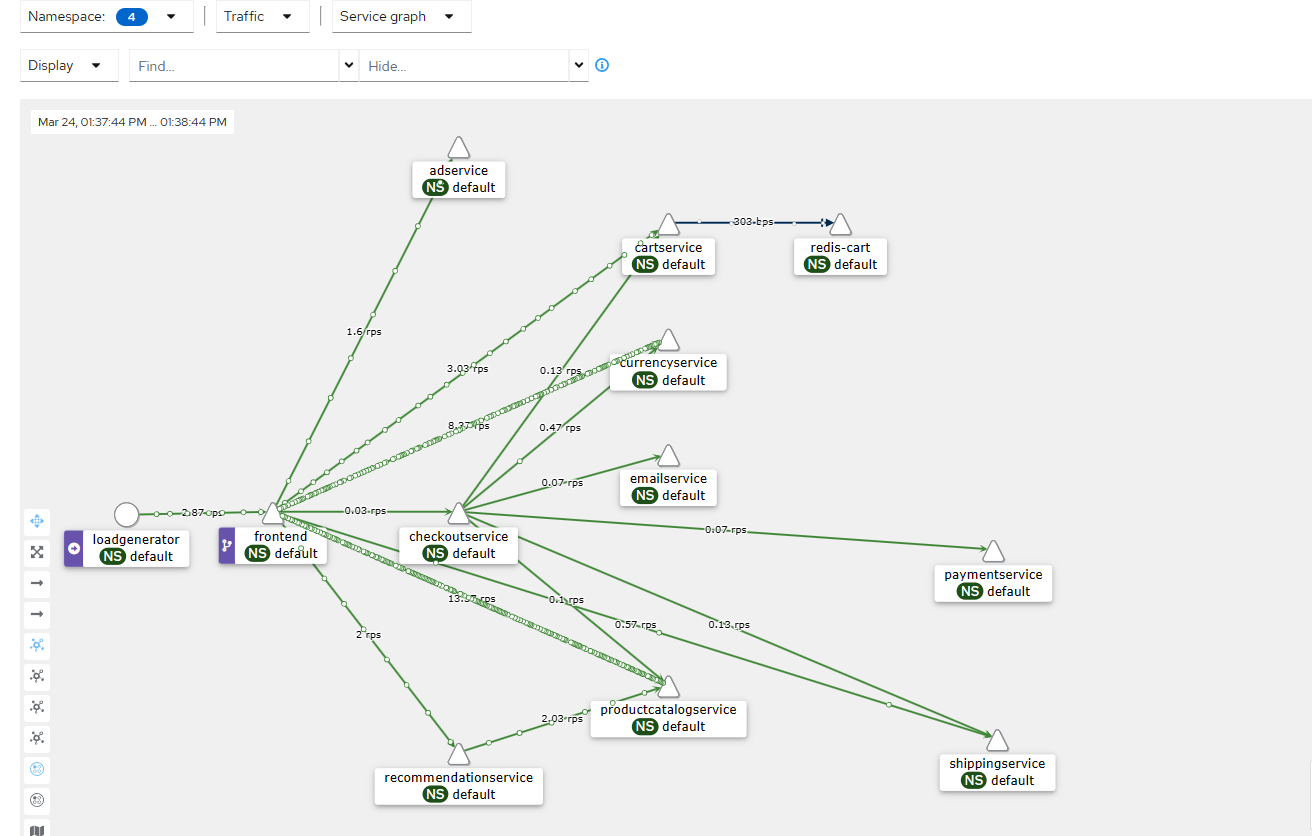 Namespace: 4
Traffic
Service graph
Display
Find...
Hide...
Mar 24, 01:37:44 PM ... 01:38:44 PM
adservice
NS default
303 bps
cartservice
NS default
redis-cart
NS default
1.6 rps
3.03 rps
0.13 rps
currencyservice
NS default
8.37 rps
0.47 rps
emailservice
NS default
0.07 rps
2.87 rps
0.03 rps
loadgenerator
NS default
frontend
NS default
checkoutservice
NS default
0.07 rps
paymentservice
NS default
13.57 rps
0.1 rps
0.57 rps
0.13 rps
2 rps
2.03 rps
productcatalogservice
NS default
recommendationservice
NS default
shippingservice
NS default